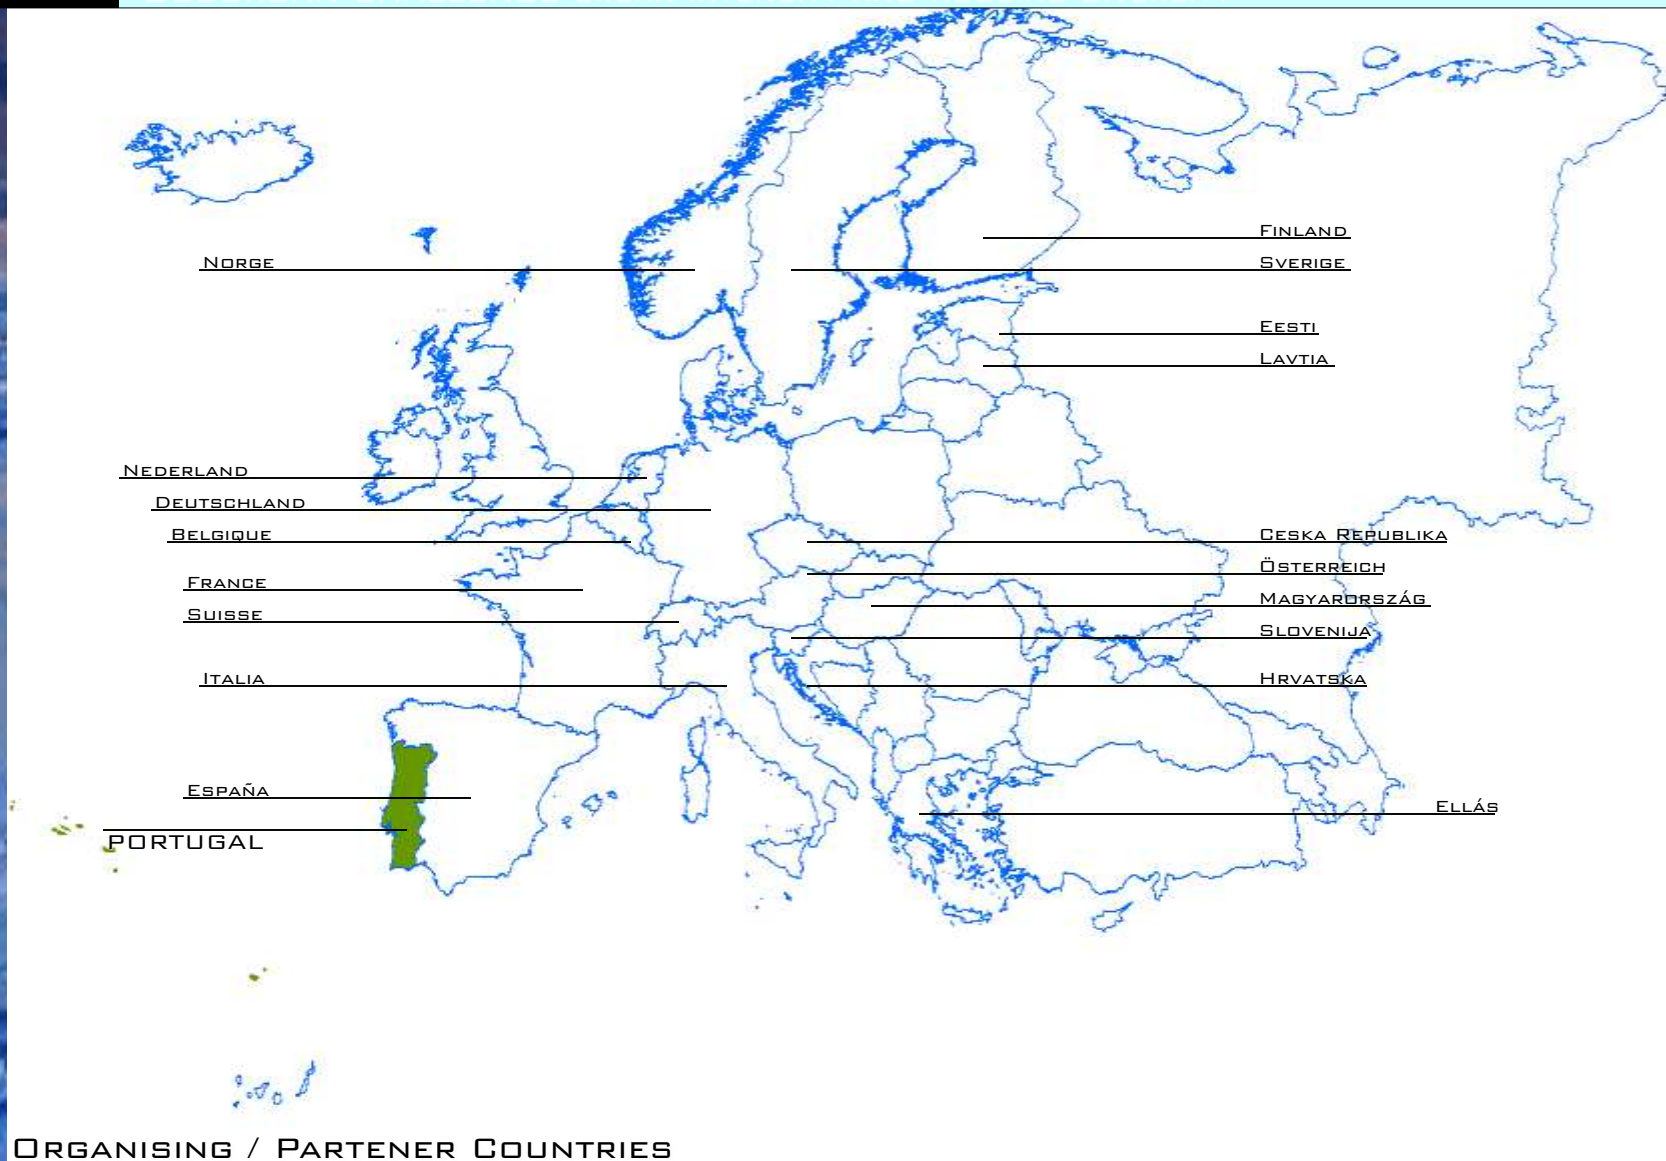 Finland
Norge
Sverige
Eesti
Lavtia
Nederland
Deutschland
Belgique
Ceska Republika
Österreich
France
Magyarország
Suisse
Slovenija
Italia
Hrvatska
España
Ellás
PORTUGAL
Organising / Partener Countries